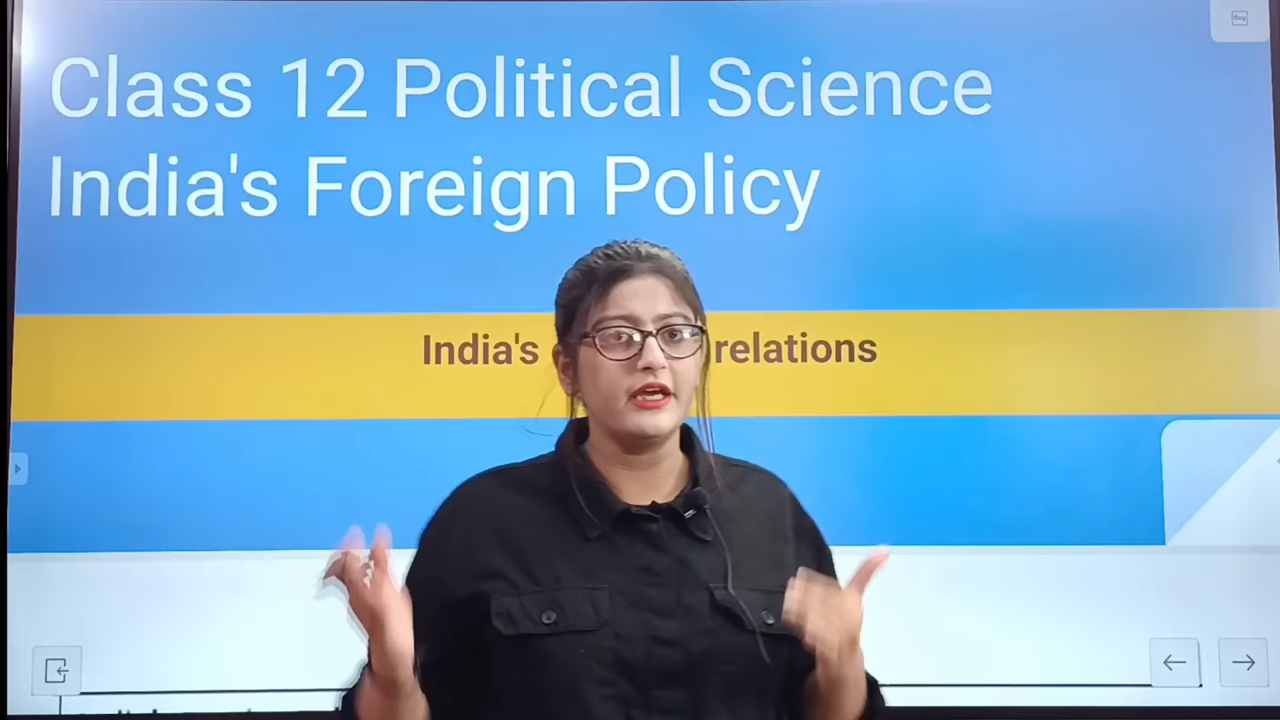 Class 12 Political Science
India's Foreign Policy
India's relations